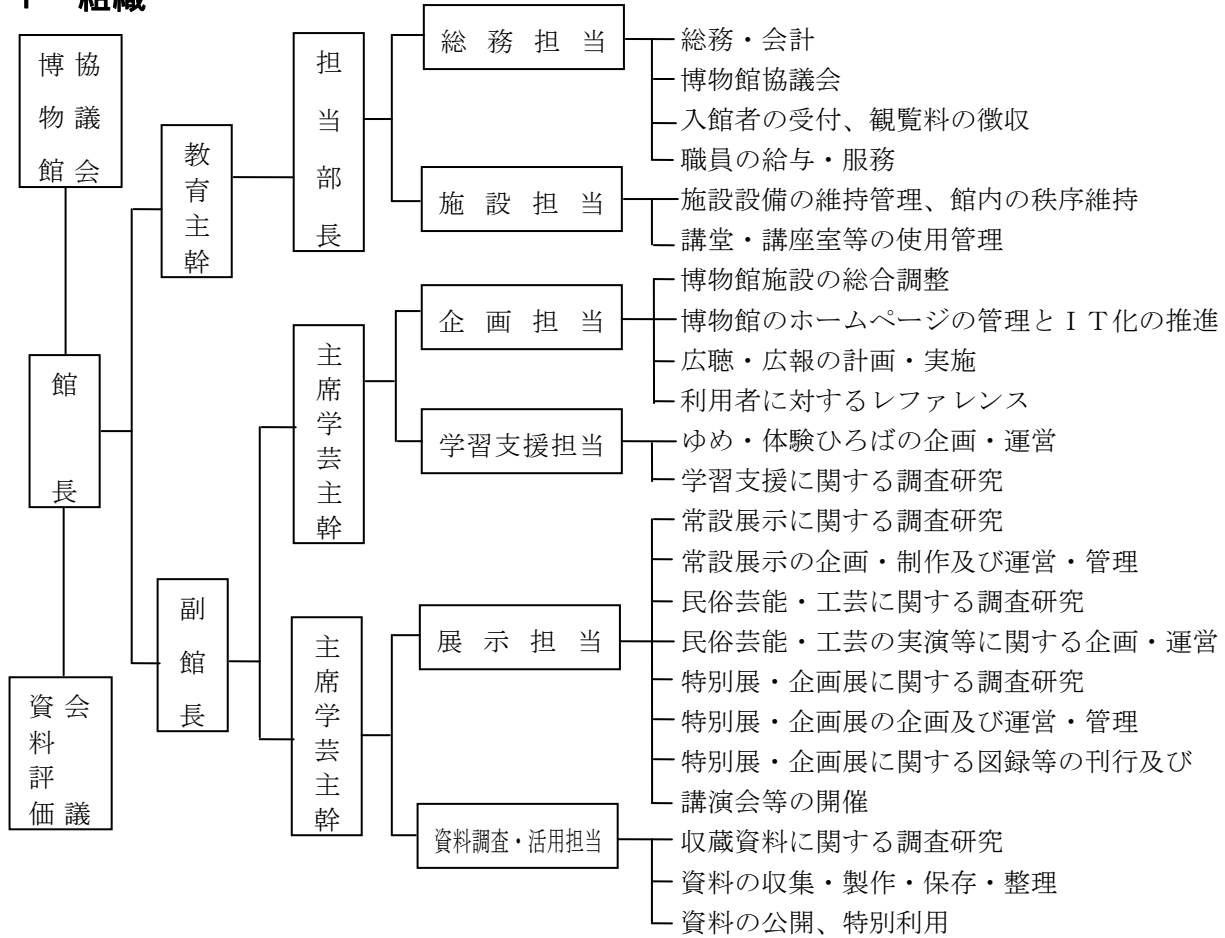 組織
博物館
協議会
館長
資料評価
会議
教育主幹
副館長
担当部長
主席学芸主幹
主席学芸主幹
総務担当
総務・会計
博物館協議会
入館者の受付、観覧料の徴収
職員の給与・服務
施設担当
施設設備の維持管理、館内の秩序維持
講堂・講座室等の使用管理
企画担当
博物館施設の総合調整
博物館のホームページの管理とＩＴ化の推進
広聴・広報の計画・実施
利用者に対するレファレンス
学習支援担当
ゆめ・体験ひろばの企画・運営
学習支援に関する調査研究
展示担当
常設展示に関する調査研究
常設展示の企画・制作及び運営・管理
民俗芸能・工芸に関する調査研究
民俗芸能・工芸の実演等に関する企画・運営
特別展・企画展に関する調査研究
特別展・企画展の企画及び運営・管理
特別展・企画展に関する図録等の刊行及び
講演会等の開催
資料調査・活用担当
収蔵資料に関する調査研究
資料の収集・製作・保存・整理
資料の公開、特別利用